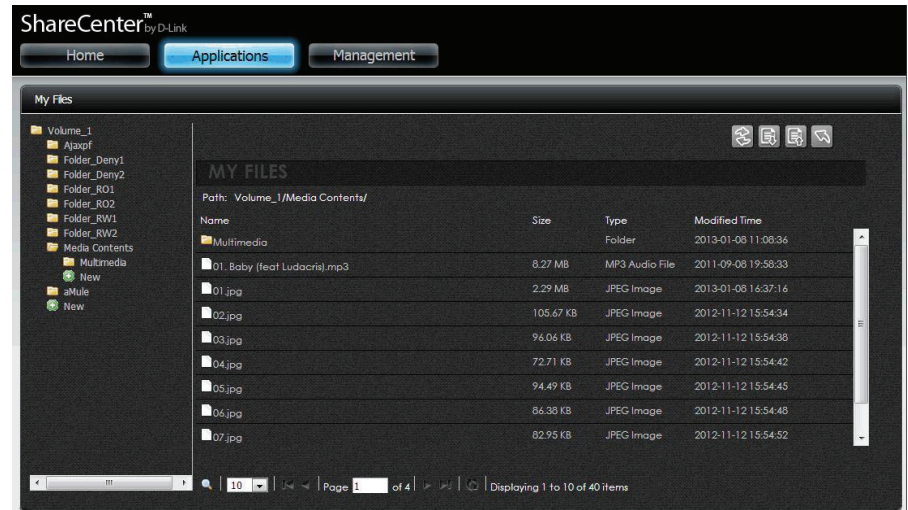 ShareCenter™ by D-Link
Home Applications Management
My Files
Volume_1
Ajaxpf
Folder_Deny1
Folder_Deny2
Folder_RO1
Folder_RO2
Folder_RW1
Folder_RW2
Media Contents
Multimedia
New
aMule
New
MY FILES
Path: Volume_1/Media Contents/
Name Size Type Modified Time
Multimedia Folder 2013-01-08 11:08:36
01. Baby (feat Ludacris).mp3 8.27 MB MP3 Audio File 2011-09-08 19:58:33
01.jpg 2.29 MB JPEG Image 2013-01-08 16:37:16
02.jpg 105.67 KB JPEG Image 2012-11-12 15:54:34
03.jpg 96.06 KB JPEG Image 2012-11-12 15:54:38
04.jpg 72.71 KB JPEG Image 2012-11-12 15:54:42
05.jpg 94.49 KB JPEG Image 2012-11-12 15:54:45
06.jpg 86.38 KB JPEG Image 2012-11-12 15:54:48
07.jpg 82.95 KB JPEG Image 2012-11-12 15:54:52
10 Page 1 of 4 Displaying 1 to 10 of 40 items